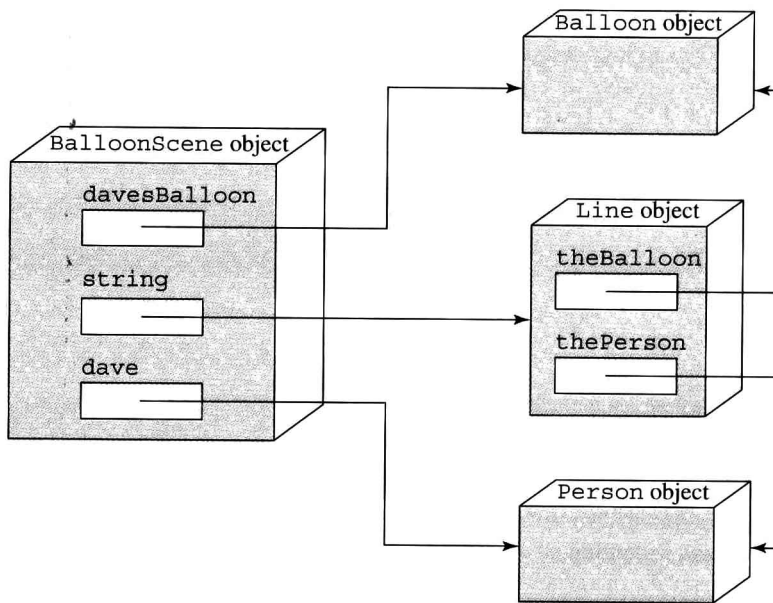 Balloon object
BalloonScene object
davesBalloon
string
dave
Line object
theBalloon
thePerson
Person object